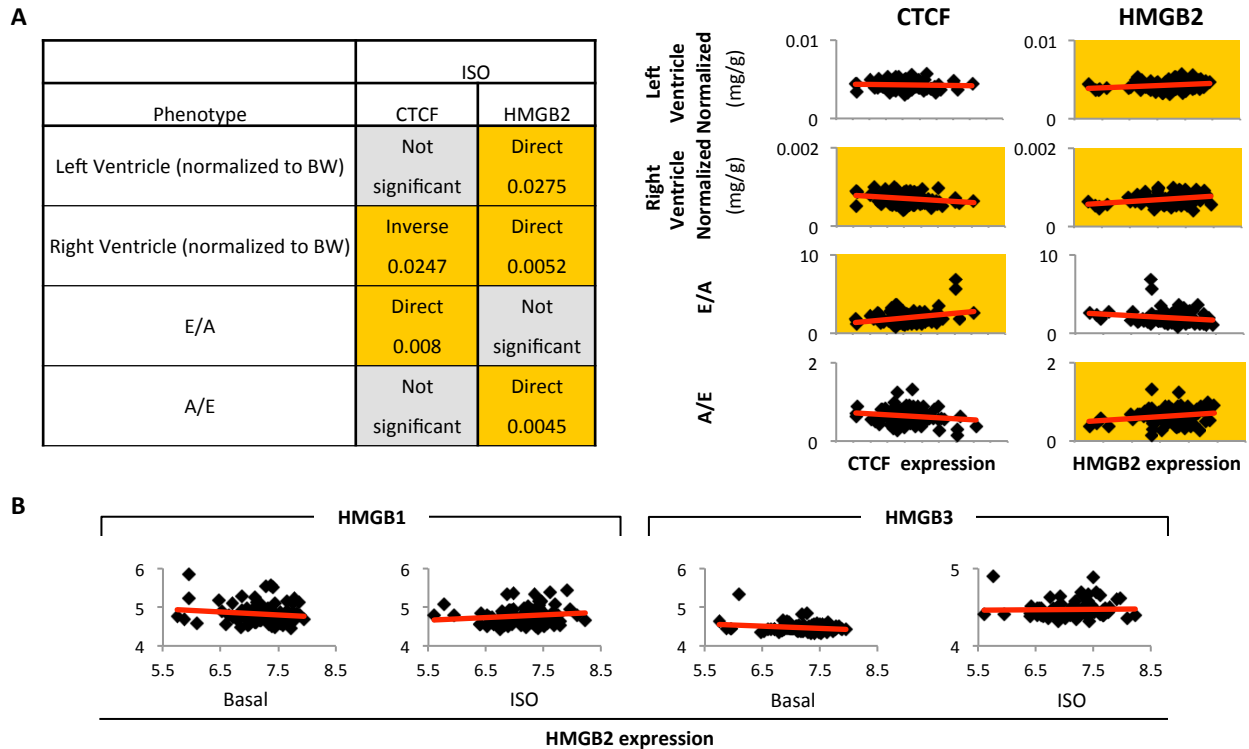 A
ISO
Phenotype CTCF HMGB2
Left Ventricle (normalized to BW) Not significant Direct 0.0275
Right Ventricle (normalized to BW) Inverse 0.0247 Direct 0.0052
E/A Direct 0.008 Not significant
A/E Not significant Direct 0.0045
CTCF HMGB2
Left Ventricle Normalized (mg/g)
0.01
0
0.01
0
Right Ventricle Normalized (mg/g)
0.002
0
0.002
0
E/A
10
0
10
0
A/E
2
0
2
0
CTCF expression HMGB2 expression
B
HMGB1 HMGB3
6
5
4
5.5 6.5 7.5 8.5
Basal
6
5
4
5.5 6.5 7.5 8.5
ISO
6
5
4
5.5 6.5 7.5 8.5
Basal
5
4
5.5 6.5 7.5 8.5
ISO
HMGB2 expression